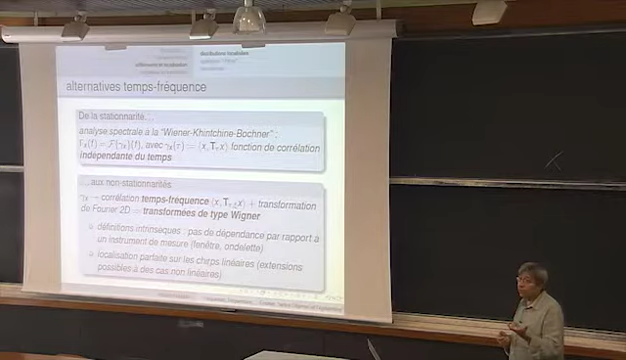 alternatives temps-fréquence
De la stationnarité...
analyse spectrale à la "Wiener-Khintchine-Bochner" :
Γx(f) = F{γx}(f), avec γx(τ) = ⟨x, Tτ x⟩ fonction de corrélation
indépendante du temps
...aux non-stationnarités
γx → corrélation temps-fréquence ⟨x, Tτ,ξ x⟩ + transformation
de Fourier 2D = transformées de type Wigner
définitions intrinsèques : pas de dépendance par rapport à
un instrument de mesure (fenêtre, ondelette)
localisation parfaite sur les chirps linéaires (extensions
possibles à des cas non linéaires)